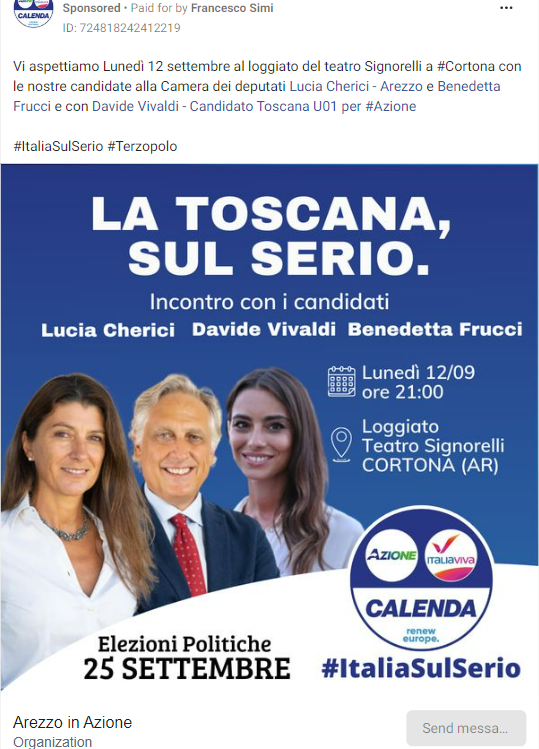 AZIONE
CALENDA
Sponsored • Paid for by Francesco Simi
ID: 724818242412219
Vi aspettiamo Lunedì 12 settembre al loggiato del teatro Signorelli a #Cortona con
le nostre candidate alla Camera dei deputati Lucia Cherici - Arezzo e Benedetta
Frucci e con Davide Vivaldi - Candidato Toscana U01 per #Azione
#ItaliaSulSerio #Terzopolo
LA TOSCANA,
SUL SERIO.
Incontro con i candidati
Lucia Cherici Davide Vivaldi Benedetta Frucci
Lunedì 12/09
ore 21:00
Loggiato
Teatro Signorelli
CORTONA (AR)
AZIONE
ITALIAVIVA
CALENDA
renew
europe.
Elezioni Politiche
25 SETTEMBRE
#ItaliaSulSerio
Arezzo in Azione
Organization
Send messa...